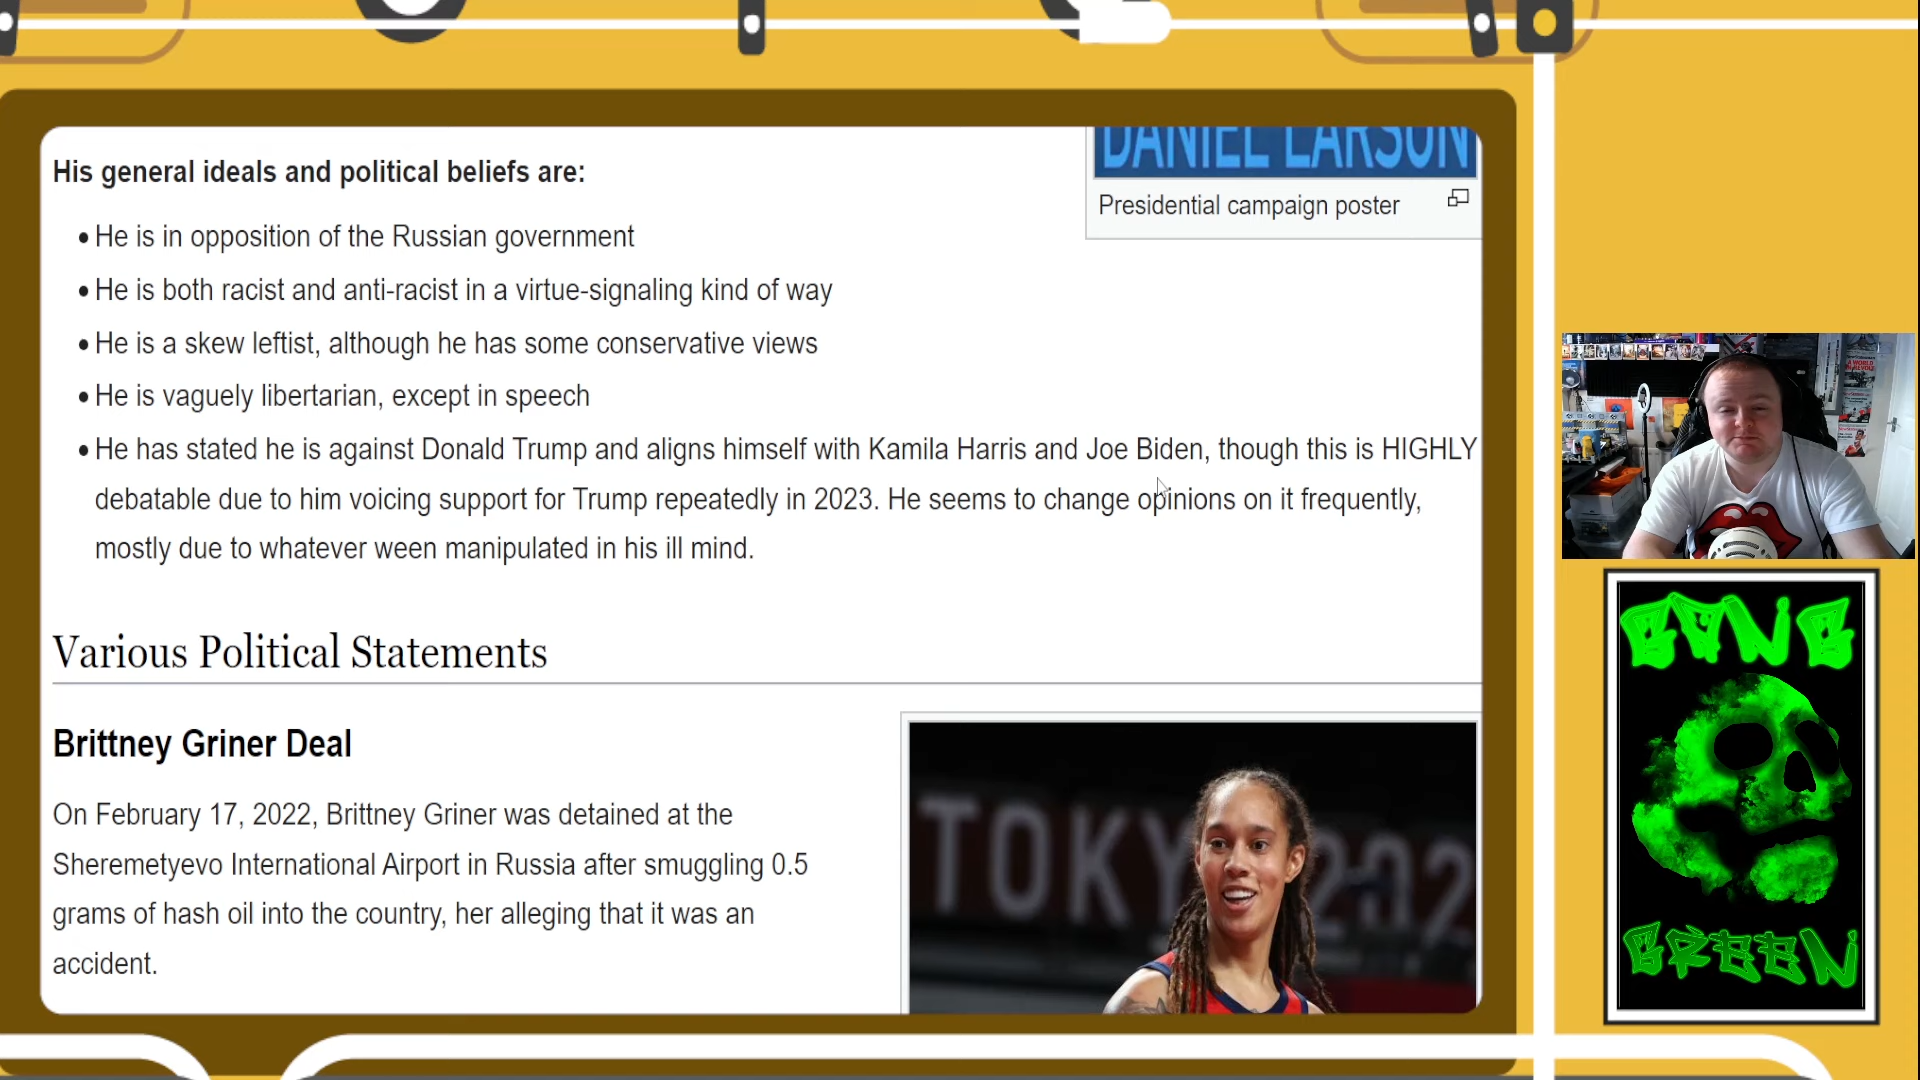 DANIEL LARSON
Presidential campaign poster
His general ideals and political beliefs are:
He is in opposition of the Russian government
He is both racist and anti-racist in a virtue-signaling kind of way
He is a skew leftist, although he has some conservative views
He is vaguely libertarian, except in speech
He has stated he is against Donald Trump and aligns himself with Kamila Harris and Joe Biden, though this is HIGHLY
debatable due to him voicing support for Trump repeatedly in 2023. He seems to change opinions on it frequently,
mostly due to whatever ween manipulated in his ill mind.
Various Political Statements
Brittney Griner Deal
On February 17, 2022, Brittney Griner was detained at the
Sheremetyevo International Airport in Russia after smuggling 0.5
grams of hash oil into the country, her alleging that it was an
accident.
GANG
GREEN